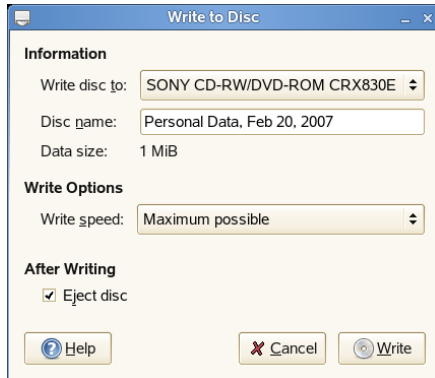 Write to Disc
Information
Write disc to: SONY CD-RW/DVD-ROM CRX830E
Disc name: Personal Data, Feb 20, 2007
Data size: 1 MiB
Write Options
Write speed: Maximum possible
After Writing
Eject disc
Help Cancel Write